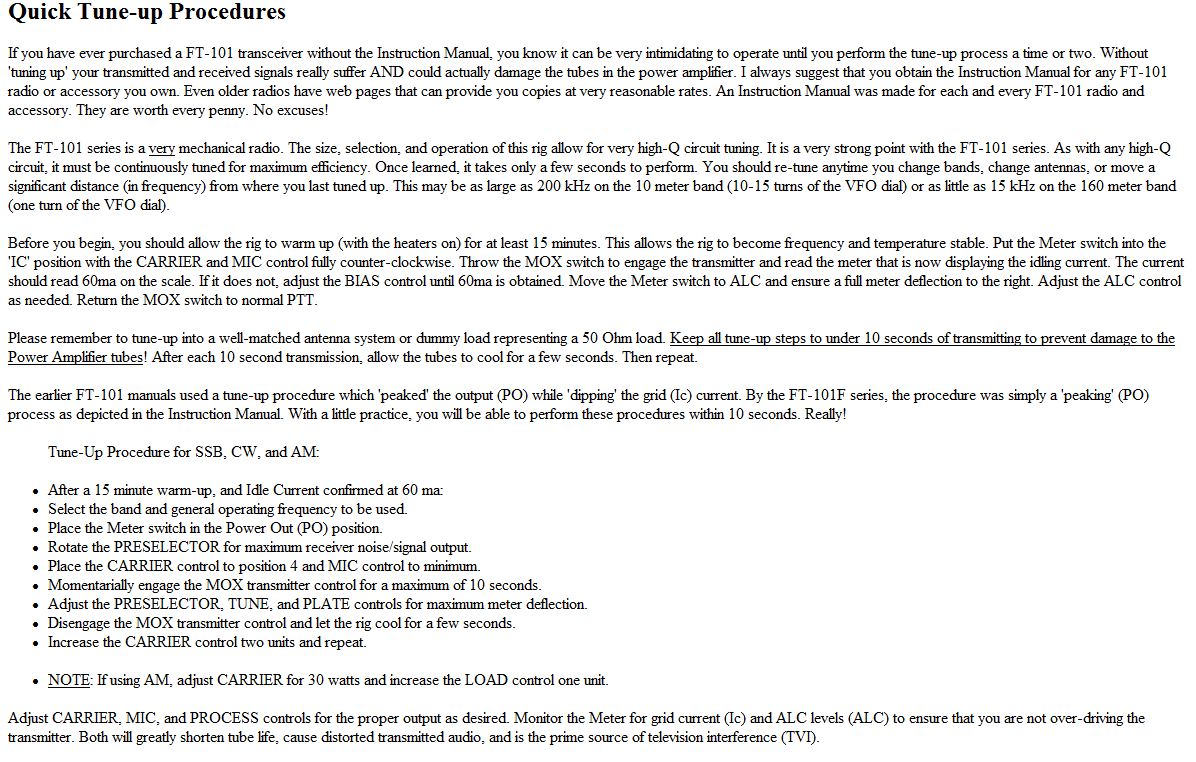 Quick Tune-up Procedures
If you have ever purchased a FT-101 transceiver without the Instruction Manual, you know it can be very intimidating to operate until you perform the tune-up process a time or two. Without
'tuning up' your transmitted and received signals really suffer AND could actually damage the tubes in the power amplifier. I always suggest that you obtain the Instruction Manual for any FT-101
radio or accessory you own. Even older radios have web pages that can provide you copies at very reasonable rates. An Instruction Manual was made for each and every FT-101 radio and
accessory. They are worth every penny. No excuses!
The FT-101 series is a very mechanical radio. The size, selection, and operation of this rig allow for very high-Q circuit tuning. It is a very strong point with the FT-101 series. As with any high-Q
circuit, it must be continuously tuned for maximum efficiency. Once learned, it takes only a few seconds to perform. You should re-tune anytime you change bands, change antennas, or move a
significant distance (in frequency) from where you last tuned up. This may be as large as 200 kHz on the 10 meter band (10-15 turns of the VFO dial) or as little as 15 kHz on the 160 meter band
(one turn of the VFO dial).
Before you begin, you should allow the rig to warm up (with the heaters on) for at least 15 minutes. This allows the rig to become frequency and temperature stable. Put the Meter switch into the
'IC' position with the CARRIER and MIC control fully counter-clockwise. Throw the MOX switch to engage the transmitter and read the meter that is now displaying the idling current. The current
should read 60ma on the scale. If it does not, adjust the BIAS control until 60ma is obtained. Move the Meter switch to ALC and ensure a full meter deflection to the right. Adjust the ALC control
as needed. Return the MOX switch to normal PTT.
Please remember to tune-up into a well-matched antenna system or dummy load representing a 50 Ohm load. Keep all tune-up steps to under 10 seconds of transmitting to prevent damage to the
Power Amplifier tubes! After each 10 second transmission, allow the tubes to cool for a few seconds. Then repeat.
The earlier FT-101 manuals used a tune-up procedure which 'peaked' the output (PO) while 'dipping' the grid (Ic) current. By the FT-101F series, the procedure was simply a 'peaking' (PO)
process as depicted in the Instruction Manual. With a little practice, you will be able to perform these procedures within 10 seconds. Really!
Tune-Up Procedure for SSB, CW, and AM:
• After a 15 minute warm-up, and Idle Current confirmed at 60 ma:
• Select the band and general operating frequency to be used.
• Place the Meter switch in the Power Out (PO) position.
• Rotate the PRESELECTOR for maximum receiver noise/signal output.
• Place the CARRIER control to position 4 and MIC control to minimum.
• Momentarially engage the MOX transmitter control for a maximum of 10 seconds.
• Adjust the PRESELECTOR, TUNE, and PLATE controls for maximum meter deflection.
• Disengage the MOX transmitter control and let the rig cool for a few seconds.
• Increase the CARRIER control two units and repeat.
• NOTE: If using AM, adjust CARRIER for 30 watts and increase the LOAD control one unit.
Adjust CARRIER, MIC, and PROCESS controls for the proper output as desired. Monitor the Meter for grid current (Ic) and ALC levels (ALC) to ensure that you are not over-driving the
transmitter. Both will greatly shorten tube life, cause distorted transmitted audio, and is the prime source of television interference (TVI).